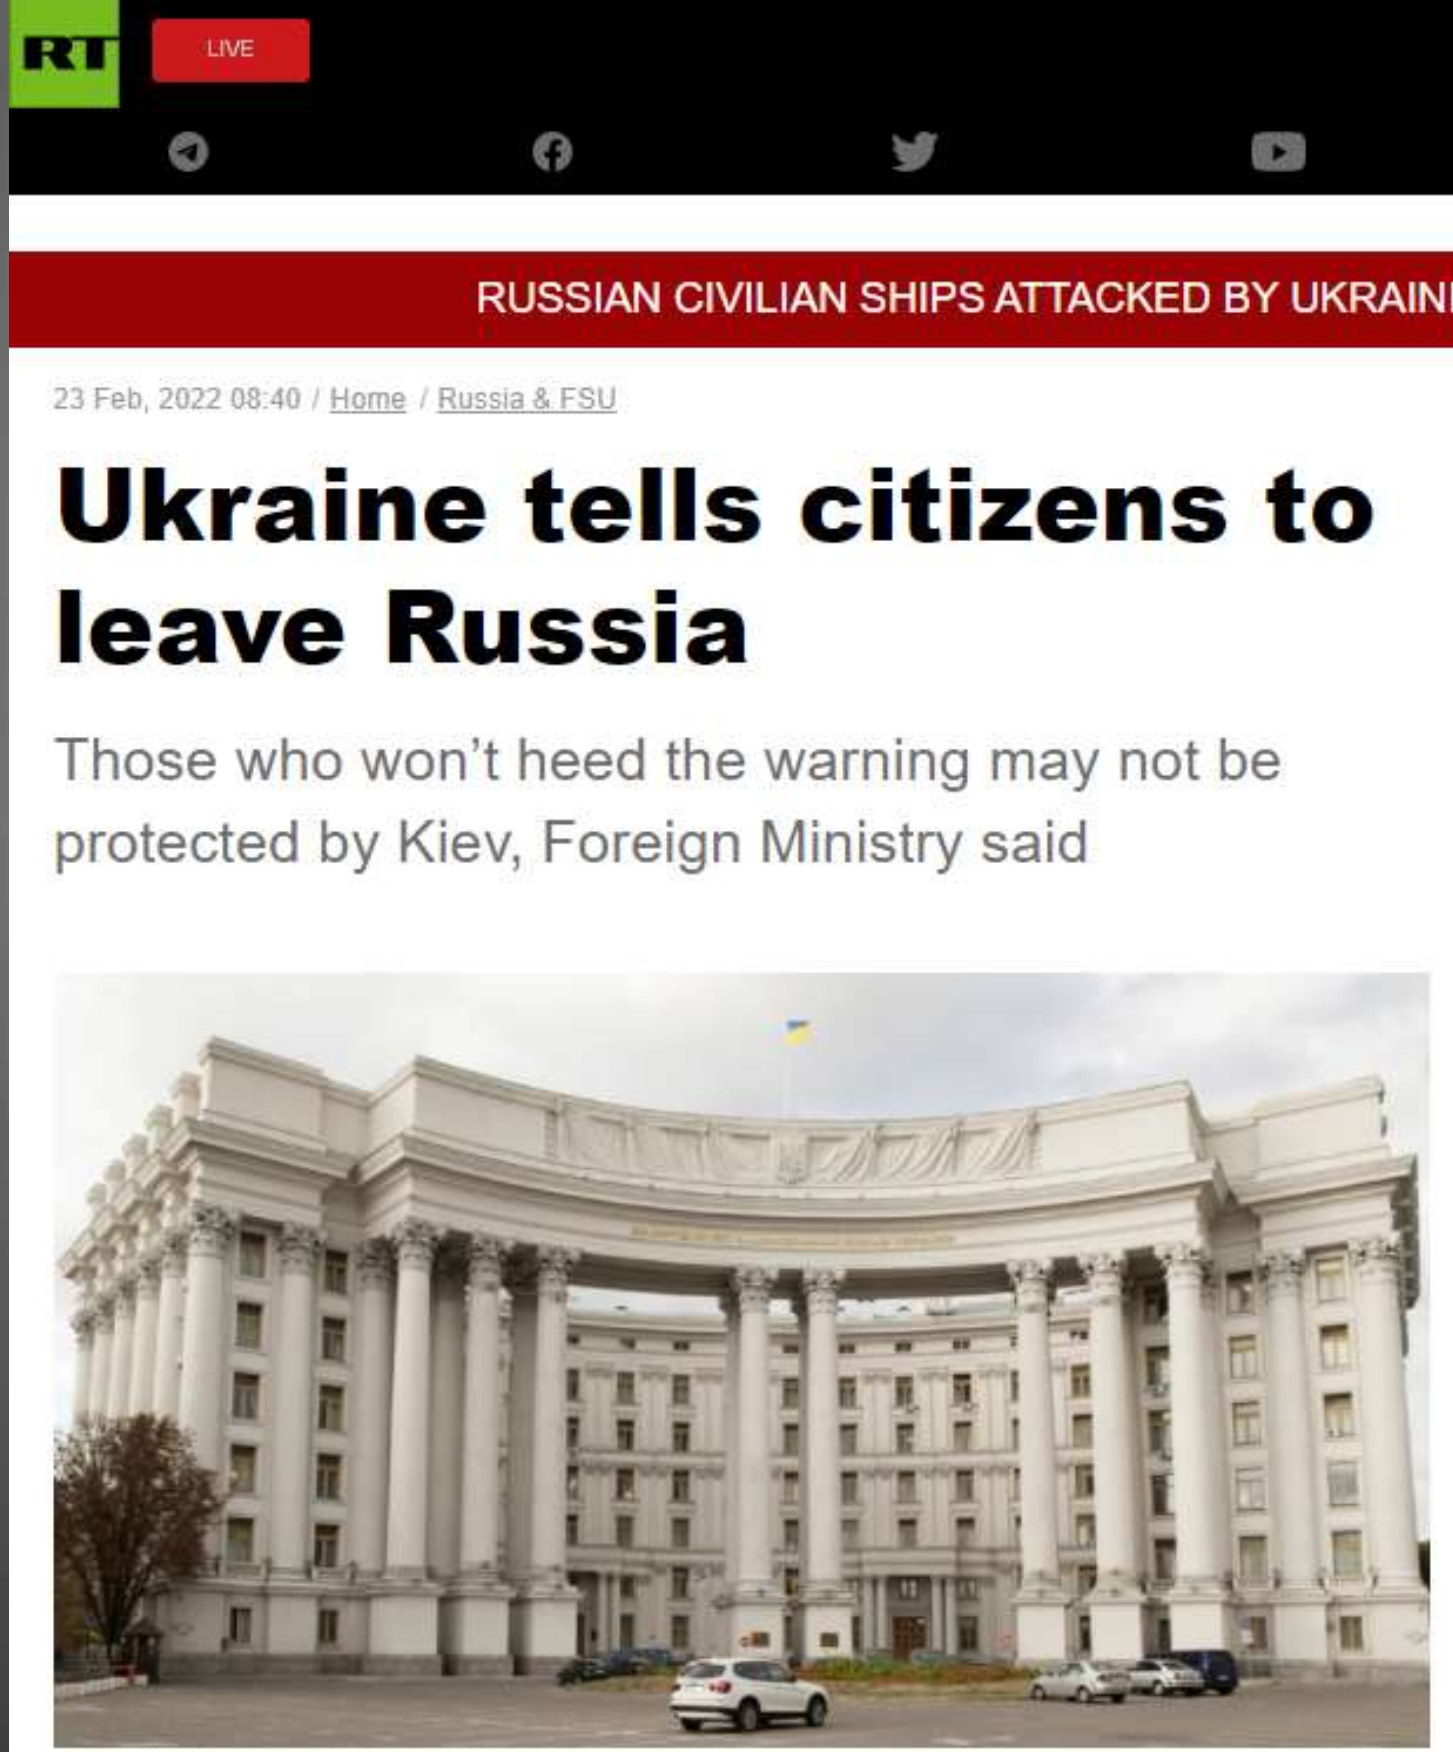 RT
LIVE
RUSSIAN CIVILIAN SHIPS ATTACKED BY UKRAIN
23 Feb, 2022 08:40 / Home / Russia & FSU
Ukraine tells citizens to
leave Russia
Those who won’t heed the warning may not be
protected by Kiev, Foreign Ministry said